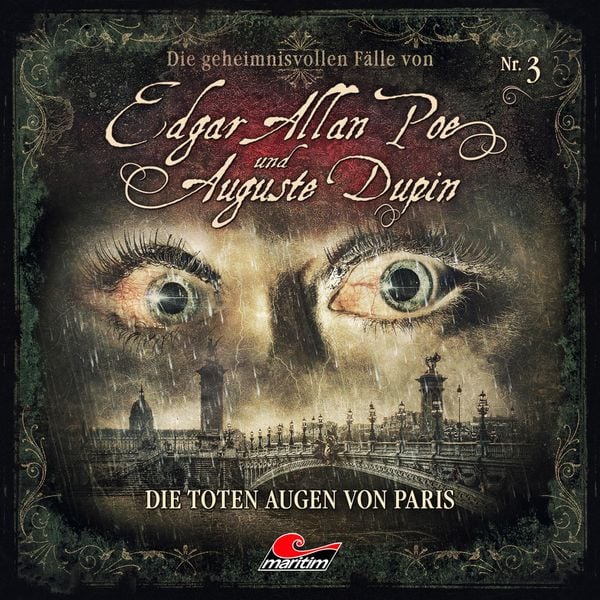 Die geheimnisvollen Fälle von
Nr. 3
Edgar Allan Poe
und
Auguste Dupin
DIE TOTEN AUGEN VON PARIS
maritim